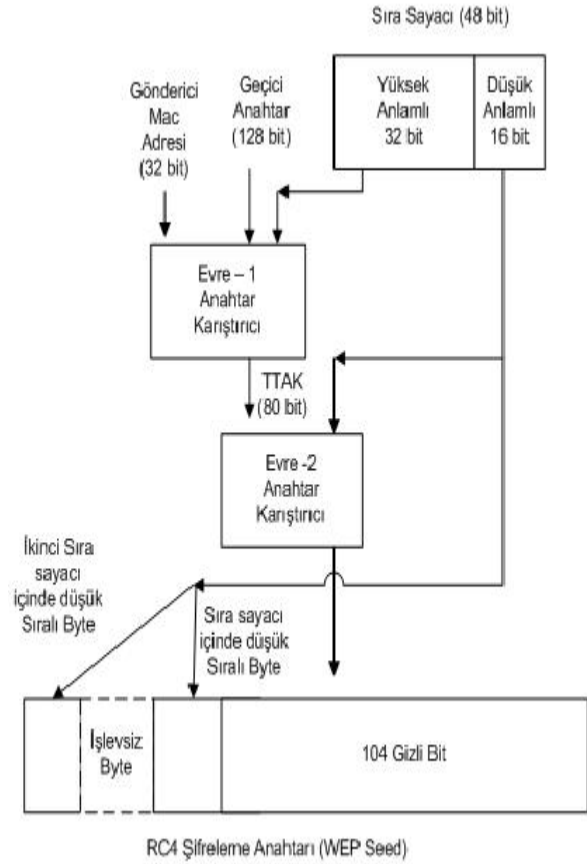 Sıra Sayacı (48 bit)
Yüksek
Anlamlı
32 bit
Düşük
Anlamlı
16 bit
Gönderici
Mac
Adresi
(32 bit)
Geçici
Anahtar
(128 bit)
Evre – 1
Anahtar
Karıştırıcı
TTAK
(80 bit)
Evre -2
Anahtar
Karıştırıcı
İkinci Sıra
sayacı
içinde düşük
Sıralı Byte
Sıra sayacı
içinde düşük
Sıralı Byte
İşlevsiz
Byte
104 Gizli Bit
RC4 Şifreleme Anahtarı (WEP Seed)